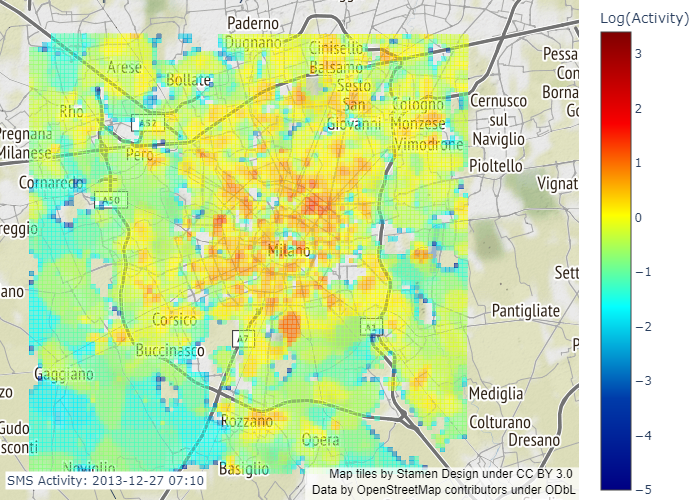 Paderno
Dugnano
Cinisello
Balsamo
Arese
Bollate
Sesto
San
Giovanni
Cologno
Monzese
Vimodrone
Rho
A52
Pero
Pregnana
Milanese
Cornaredo
A50
reggio
ano
Milano
Corsico
Buccinasco
A7
A1
Gaggiano
zo
Gudo
sconti
Noviglio
Rozzano
Opera
Basiglio
Pessa
Con
Borna
Go
Cernusco
sul
Naviglio
Pioltello
Vignat
Sett
Pantigliate
P
Mediglia
Colturano
Dresano
SMS Activity: 2013-12-27 07:10
Map tiles by Stamen Design under CC BY 3.0
Data by OpenStreetMap contributors under ODbL
Log(Activity)
3
2
1
0
−1
−2
−3
−4
−5